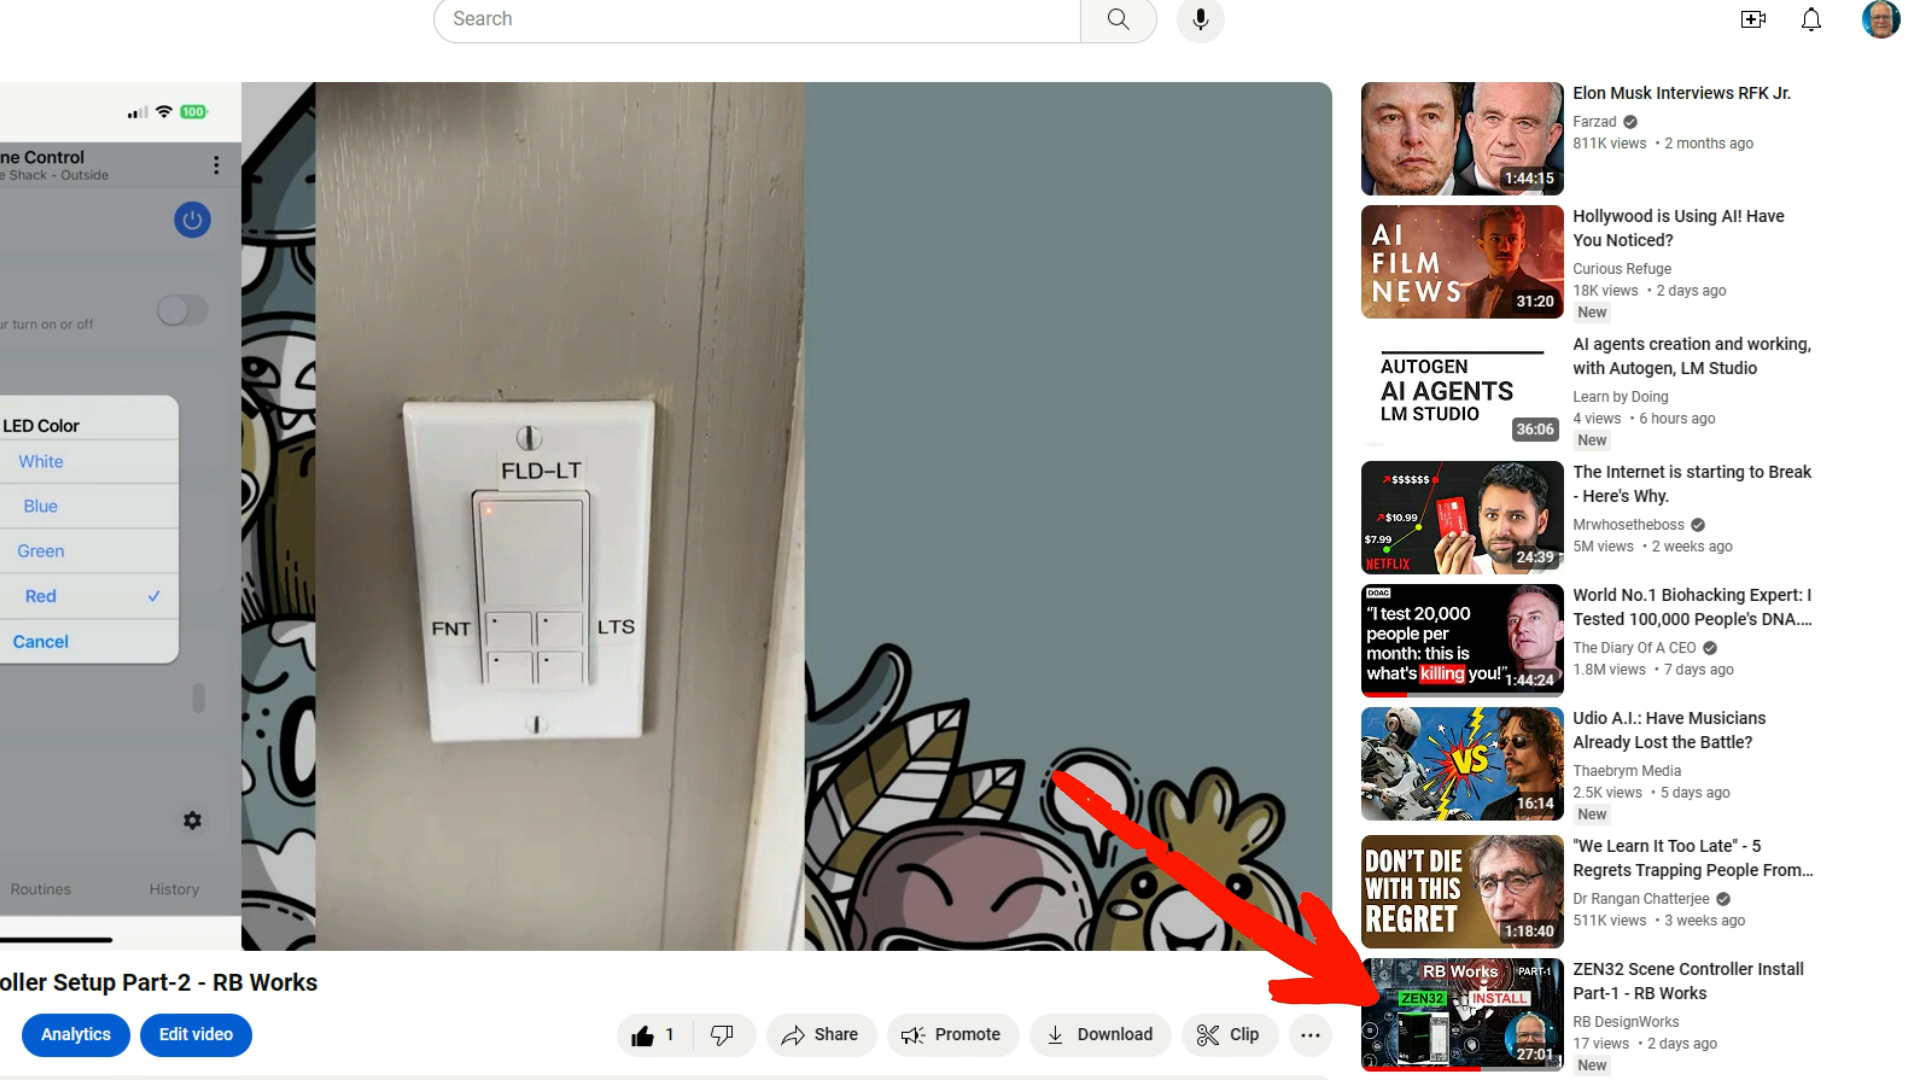 Search
100
ne Control
e Shack - Outside
ur turn on or off
LED Color
White
Blue
Green
Red
Cancel
Routines
History
FLD-LT
FNT
LTS
oller Setup Part-2 - RB Works
Analytics
Edit video
1
Share
Promote
Download
Clip
1:44:15
Elon Musk Interviews RFK Jr.
Farzad
811K views • 2 months ago
AI
FILM
NEWS
31:20
Hollywood is Using AI! Have
You Noticed?
Curious Refuge
18K views • 2 days ago
New
AUTOGEN
AI AGENTS
LM STUDIO
36:06
AI agents creation and working,
with Autogen, LM Studio
Learn by Doing
4 views • 6 hours ago
New
$$$$$$
$10.99
$7.99
NETFLIX
24:39
The Internet is starting to Break
- Here's Why.
Mrwhosetheboss
5M views • 2 weeks ago
DOAC
"I test 20,000
people per
month: this is
what's killing you!"
1:44:24
World No.1 Biohacking Expert: I
Tested 100,000 People's DNA....
The Diary Of A CEO
1.8M views • 7 days ago
VS
16:14
Udio A.I.: Have Musicians
Already Lost the Battle?
Thaebrym Media
2.5K views • 5 days ago
New
DON'T DIE
WITH THIS
REGRET
1:18:40
"We Learn It Too Late" - 5
Regrets Trapping People From...
Dr Rangan Chatterjee
511K views • 3 weeks ago
RB Works
PART-1
ZEN32
INSTALL
27:01
ZEN32 Scene Controller Install
Part-1 - RB Works
RB DesignWorks
17 views • 2 days ago
New